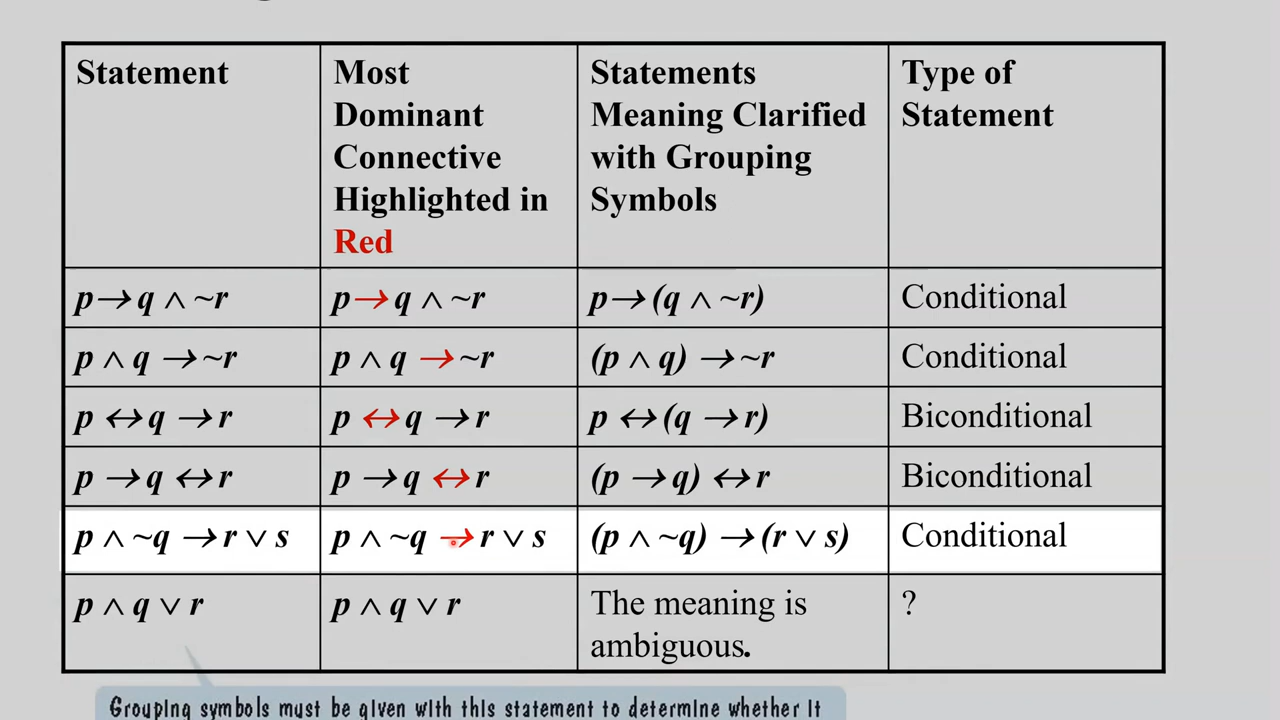 Statement
Most
Dominant
Connective
Highlighted in
Red
Statements
Meaning Clarified
with Grouping
Symbols
Type of
Statement
p→q ∧ ~r
p→q ∧ ~r
p→(q ∧ ~r)
Conditional
p ∧ q →~r
p ∧ q →~r
(p ∧ q) →~r
Conditional
p ↔q →r
p ↔q →r
p ↔(q →r)
Biconditional
p →q ↔r
p →q ↔r
(p →q) ↔r
Biconditional
p ∧ ~q →r ∨ s
p ∧ ~q →r ∨ s
(p ∧ ~q) →(r ∨ s)
Conditional
p ∧ q ∨ r
p ∧ q ∨ r
The meaning is
ambiguous.
?
Grouping symbols must be given with this statement to determine whether it